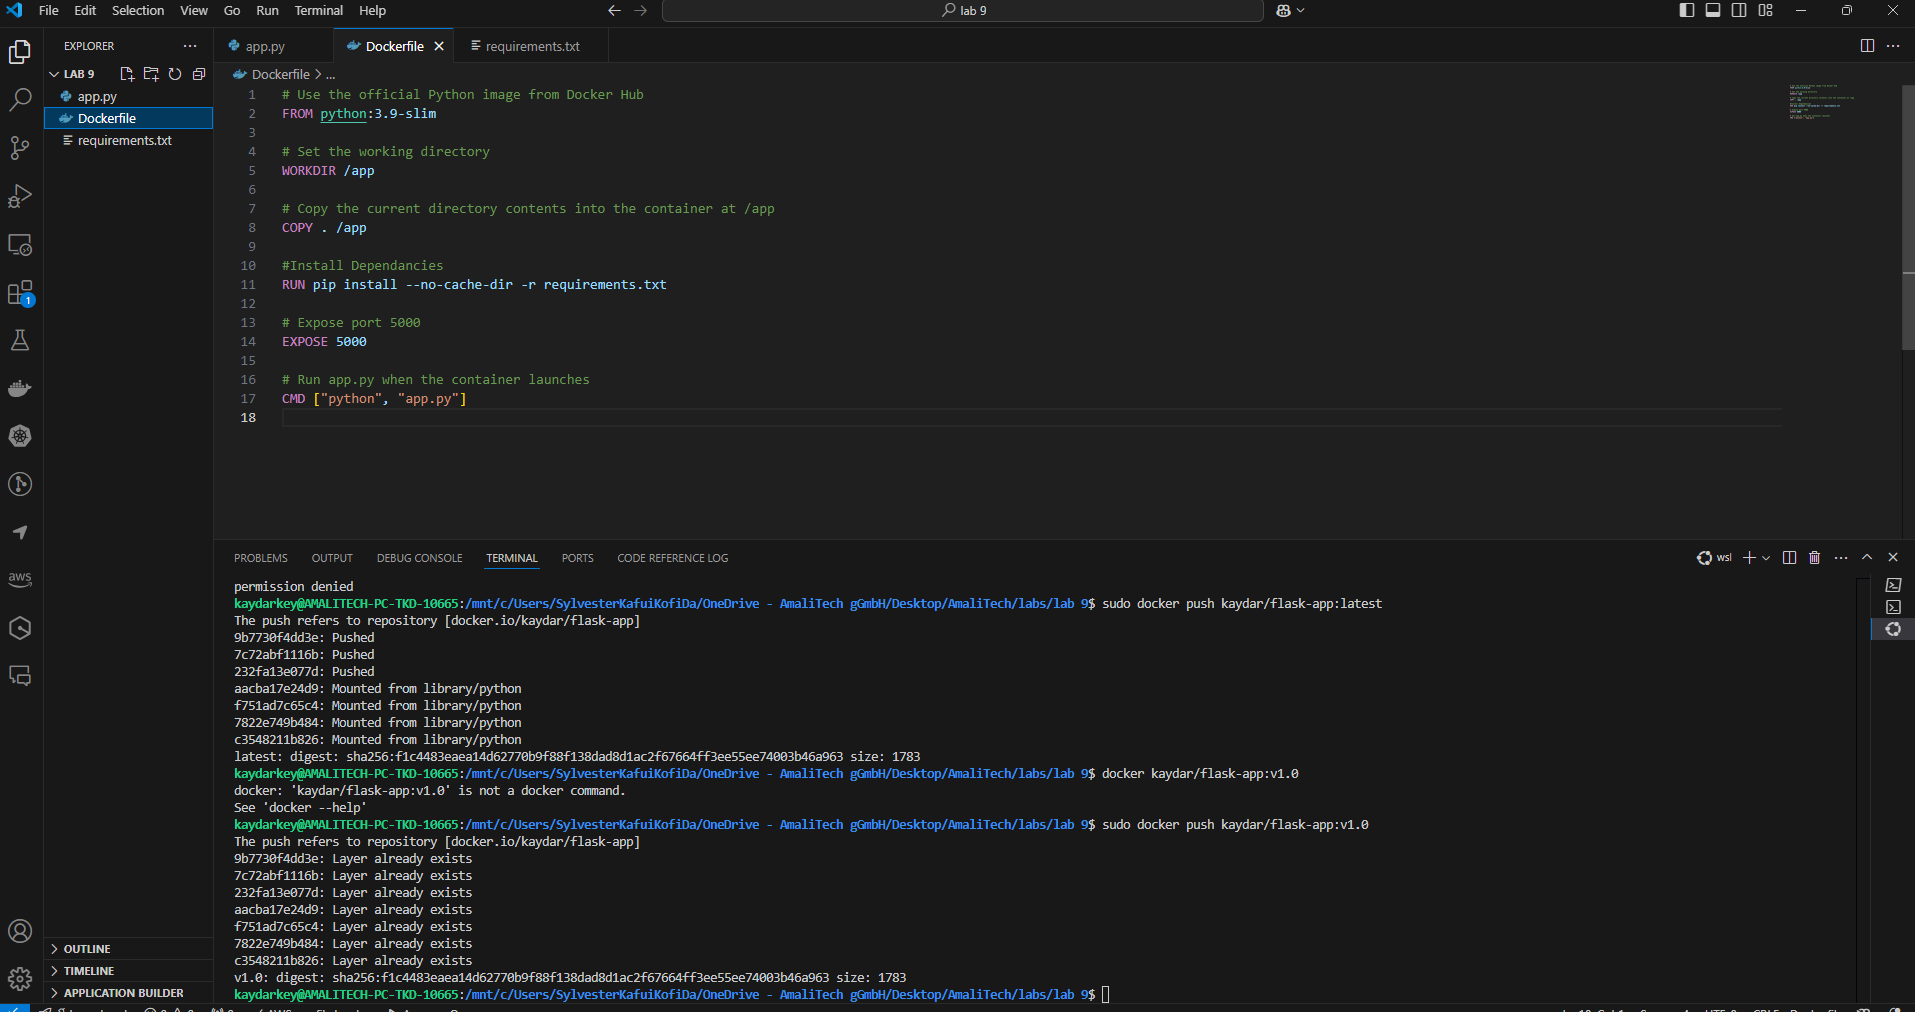 File Edit Selection View Go Run Terminal Help
lab 9
EXPLORER
LAB 9
app.py
Dockerfile
requirements.txt
1
aws
OUTLINE
TIMELINE
APPLICATION BUILDER
app.py
Dockerfile
requirements.txt
Dockerfile > ...
1 # Use the official Python image from Docker Hub
2 FROM python:3.9-slim
3
4 # Set the working directory
5 WORKDIR /app
6
7 # Copy the current directory contents into the container at /app
8 COPY . /app
9
10 #Install Dependancies
11 RUN pip install --no-cache-dir -r requirements.txt
12
13 # Expose port 5000
14 EXPOSE 5000
15
16 # Run app.py when the container launches
17 CMD ["python", "app.py"]
18
PROBLEMS OUTPUT DEBUG CONSOLE TERMINAL PORTS CODE REFERENCE LOG
wsl
permission denied
kaydarkey@AMALITECH-PC-TKD-10665:/mnt/c/Users/SylvesterKafuiKofiDa/OneDrive - AmaliTech gGmbH/Desktop/AmaliTech/labs/lab 9$ sudo docker push kaydar/flask-app:latest
The push refers to repository [docker.io/kaydar/flask-app]
9b7730f4dd3e: Pushed
7c72abf1116b: Pushed
232fa13e077d: Pushed
aacba17e24d9: Mounted from library/python
f751ad7c65c4: Mounted from library/python
7822e749b484: Mounted from library/python
c3548211b826: Mounted from library/python
latest: digest: sha256:f1c4483eaea14d62770b9f88f138dad8d1ac2f67664ff3ee55ee74003b46a963 size: 1783
kaydarkey@AMALITECH-PC-TKD-10665:/mnt/c/Users/SylvesterKafuiKofiDa/OneDrive - AmaliTech gGmbH/Desktop/AmaliTech/labs/lab 9$ docker kaydar/flask-app:v1.0
docker: 'kaydar/flask-app:v1.0' is not a docker command.
See 'docker --help'
kaydarkey@AMALITECH-PC-TKD-10665:/mnt/c/Users/SylvesterKafuiKofiDa/OneDrive - AmaliTech gGmbH/Desktop/AmaliTech/labs/lab 9$ sudo docker push kaydar/flask-app:v1.0
The push refers to repository [docker.io/kaydar/flask-app]
9b7730f4dd3e: Layer already exists
7c72abf1116b: Layer already exists
232fa13e077d: Layer already exists
aacba17e24d9: Layer already exists
f751ad7c65c4: Layer already exists
7822e749b484: Layer already exists
c3548211b826: Layer already exists
v1.0: digest: sha256:f1c4483eaea14d62770b9f88f138dad8d1ac2f67664ff3ee55ee74003b46a963 size: 1783
kaydarkey@AMALITECH-PC-TKD-10665:/mnt/c/Users/SylvesterKafuiKofiDa/OneDrive - AmaliTech gGmbH/Desktop/AmaliTech/labs/lab 9$